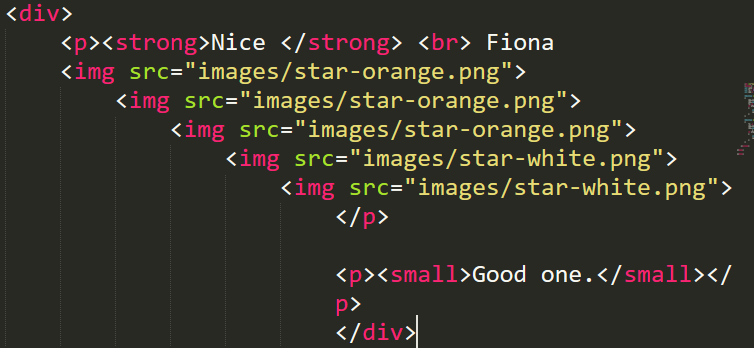 <div>
<p><strong>Nice </strong> <br> Fiona
<img src="images/star-orange.png">
<img src="images/star-orange.png">
<img src="images/star-orange.png">
<img src="images/star-white.png">
<img src="images/star-white.png">
</p>
<p><small>Good one.</small></
p>
</div>